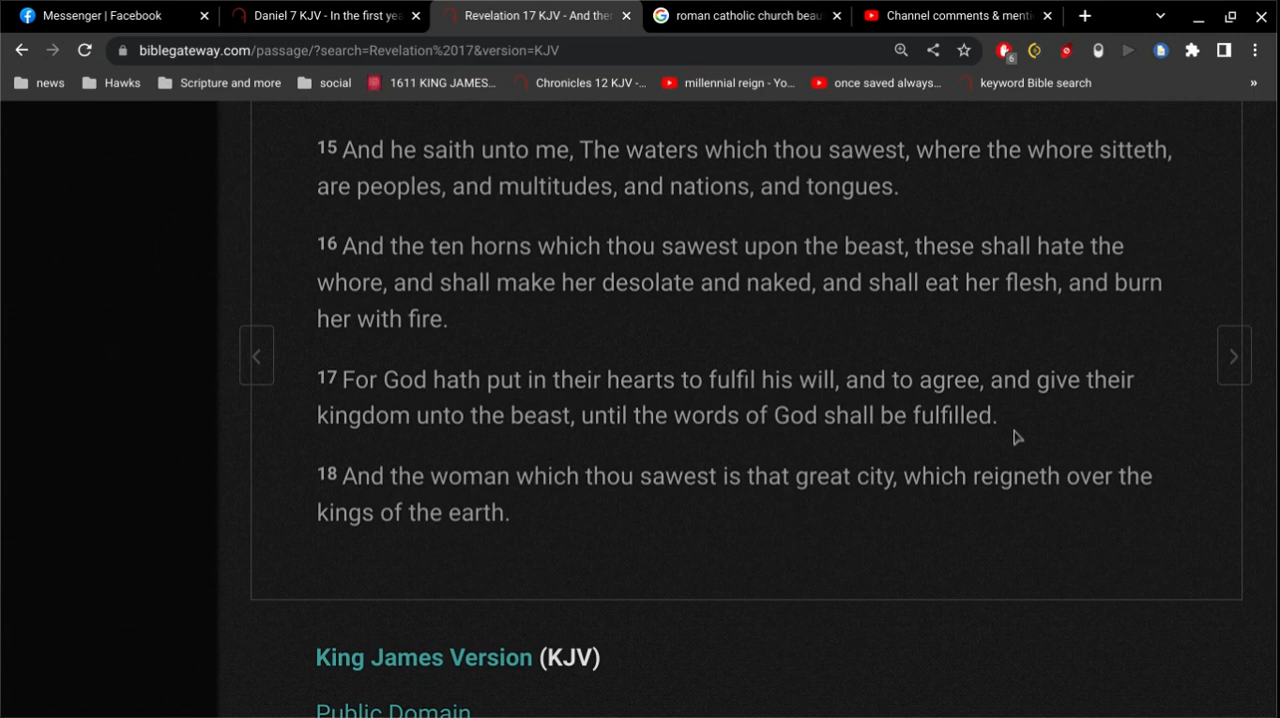 Messenger | Facebook
Daniel 7 KJV - In the first yea
Revelation 17 KJV - And ther
roman catholic church beau
Channel comments & menti
biblegateway.com/passage/?search=Revelation%2017&version=KJV
6
news
Hawks
Scripture and more
social
1611 KING JAMES...
Chronicles 12 KJV -...
millennial reign - Yo...
once saved always...
keyword Bible search
»
15 And he saith unto me, The waters which thou sawest, where the whore sitteth,
are peoples, and multitudes, and nations, and tongues.
16 And the ten horns which thou sawest upon the beast, these shall hate the
whore, and shall make her desolate and naked, and shall eat her flesh, and burn
her with fire.
17 For God hath put in their hearts to fulfil his will, and to agree, and give their
kingdom unto the beast, until the words of God shall be fulfilled.
18 And the woman which thou sawest is that great city, which reigneth over the
kings of the earth.
King James Version (KJV)
Public Domain